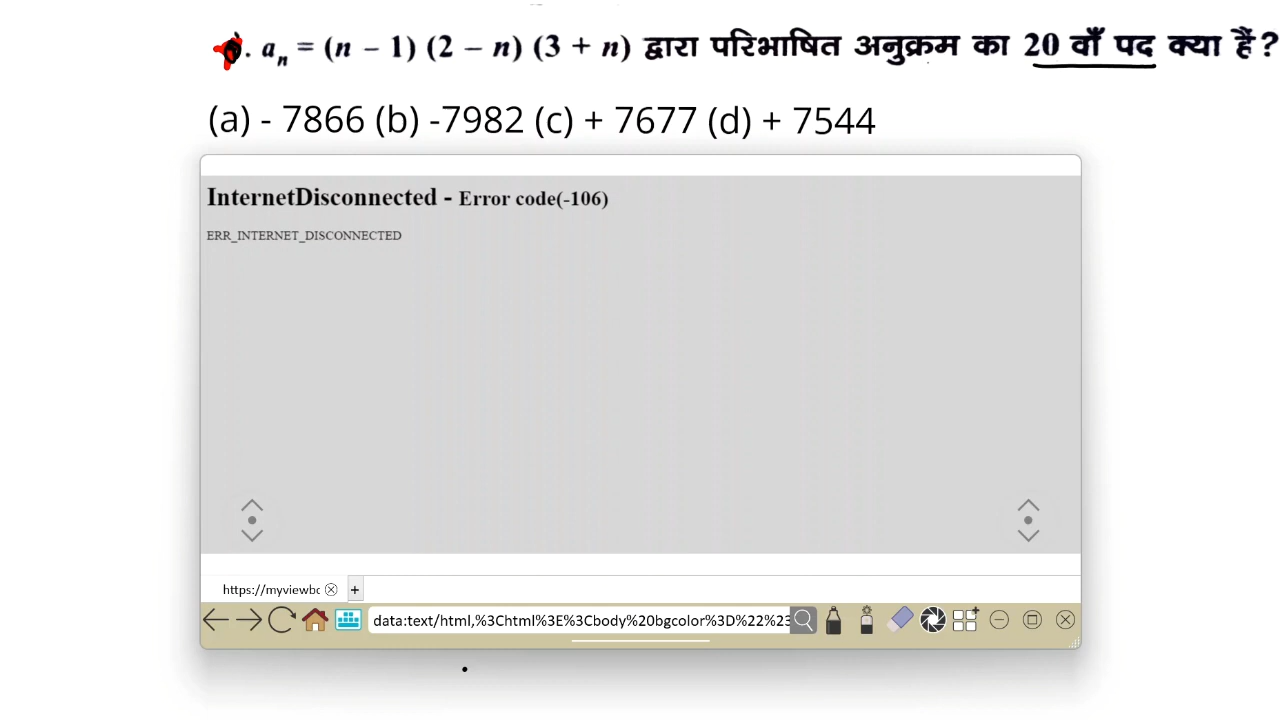 . aₙ = (n − 1) (2 − n) (3 + n) द्वारा परिभाषित अनुक्रम का 20 वाँ पद क्या है ?
(a) - 7866 (b) -7982 (c) + 7677 (d) + 7544
InternetDisconnected - Error code(-106)
ERR_INTERNET_DISCONNECTED
https://myviewbc
+
data:text/html,%3Chtml%3E%3Cbody%20bgcolor%3D%22%23